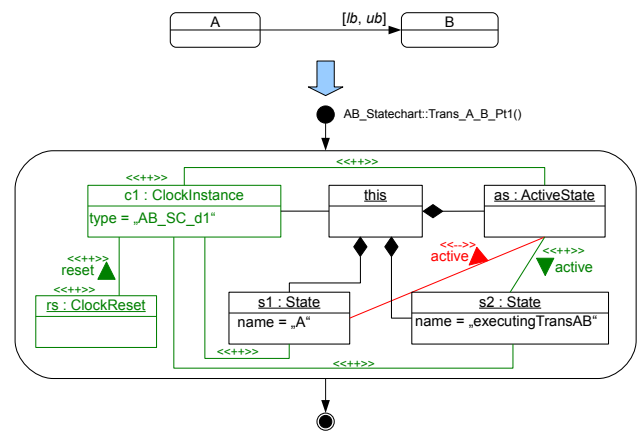 A
[lb, ub]
B
AB_Statechart::Trans_A_B_Pt1()
<<++>>
<<++>>
c1 : ClockInstance
type = „AB_SC_d1“
this
as : ActiveState
<<++>>
reset
<<-->>
active
<<++>>
active
<<++>>
rs : ClockReset
s1 : State
name = „A“
s2 : State
name = „executingTransAB“
<<++>>
<<++>>